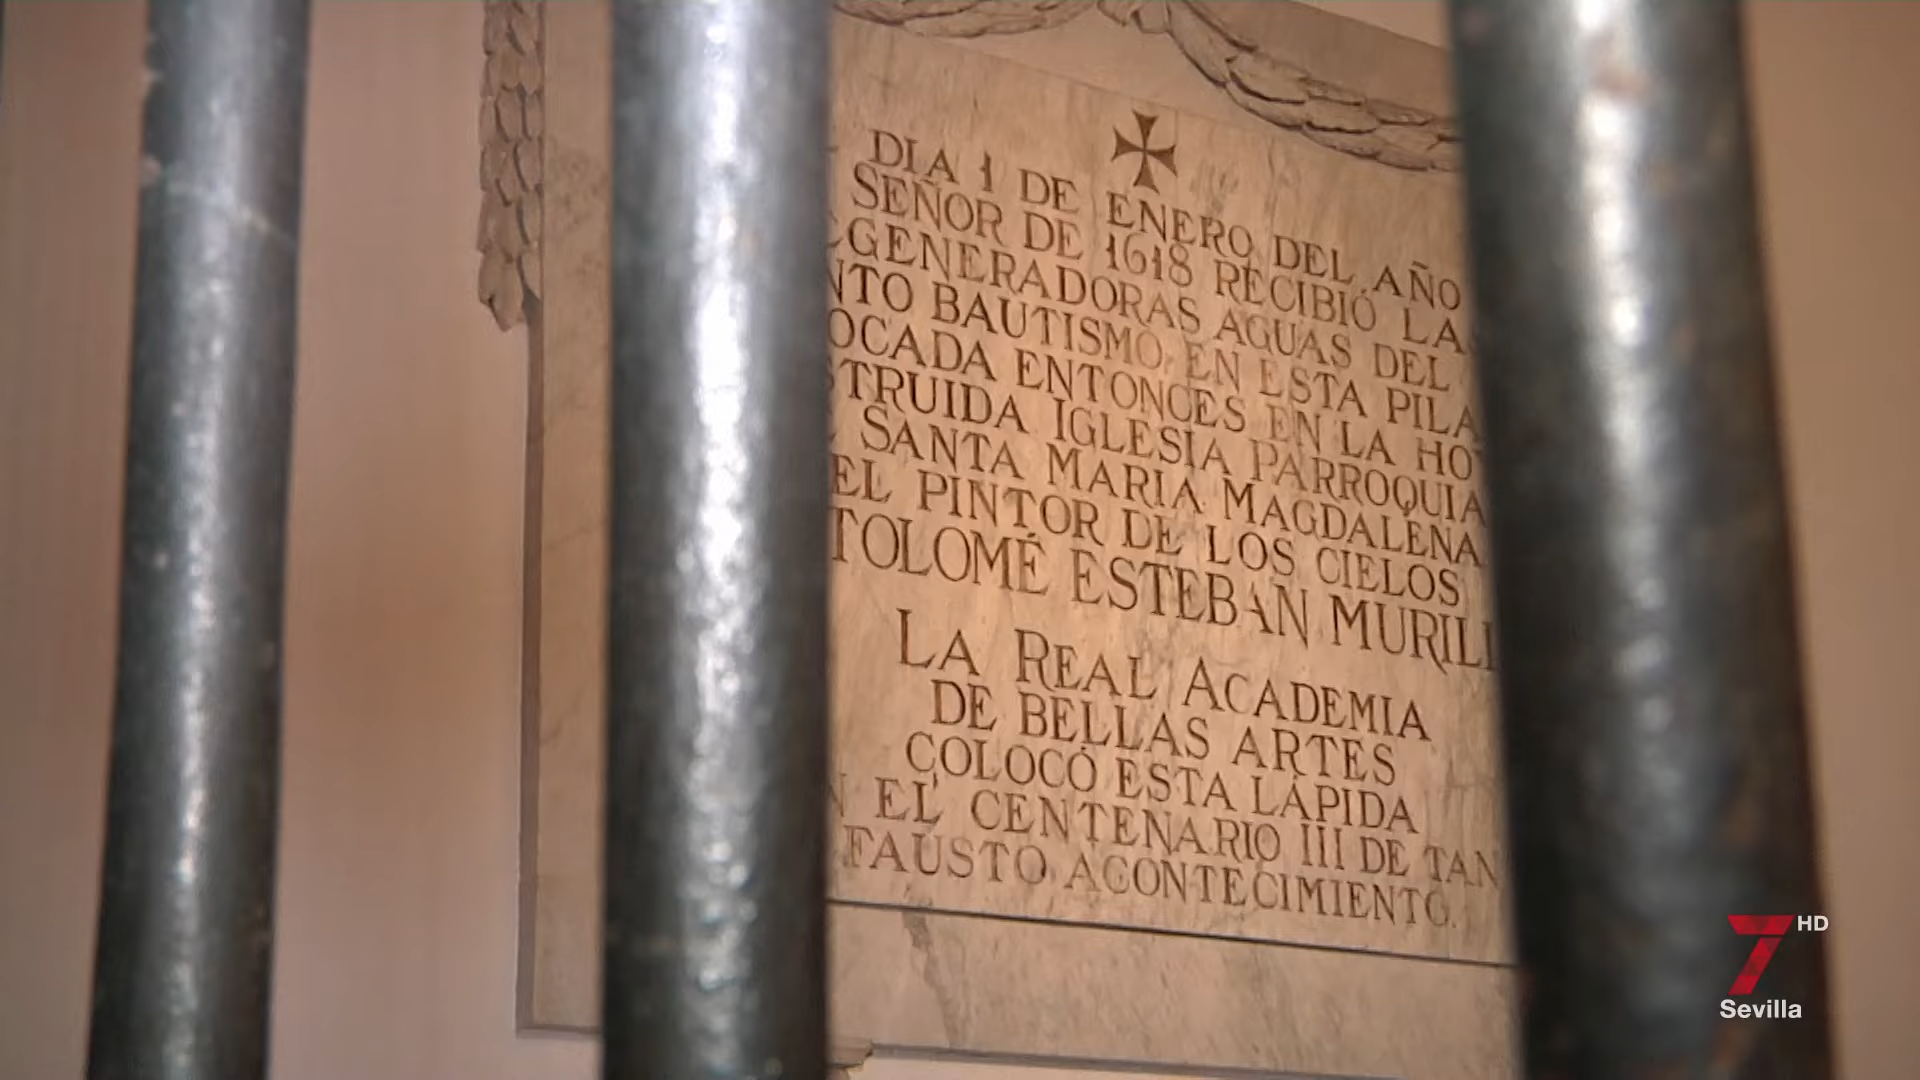 DIA 1 DE ENERO DEL AÑO
SEÑOR DE 1618 RECIBIÓ LAS
EGENERADORAS AGUAS DEL
NTO BAUTISMO EN ESTA PILA
OCADA ENTONCES EN LA HOY
STRUIDA IGLESIA PARROQUIA
SANTA MARIA MAGDALENA
EL PINTOR DE LOS CIELOS
TOLOMÉ ESTEBAN MURILL
LA REAL ACADEMIA
DE BELLAS ARTES
COLOCÓ ESTA LÁPIDA
N EL CENTENARIO III DE TAN
FAUSTO ACONTECIMIENTO.
7 HD
Sevilla